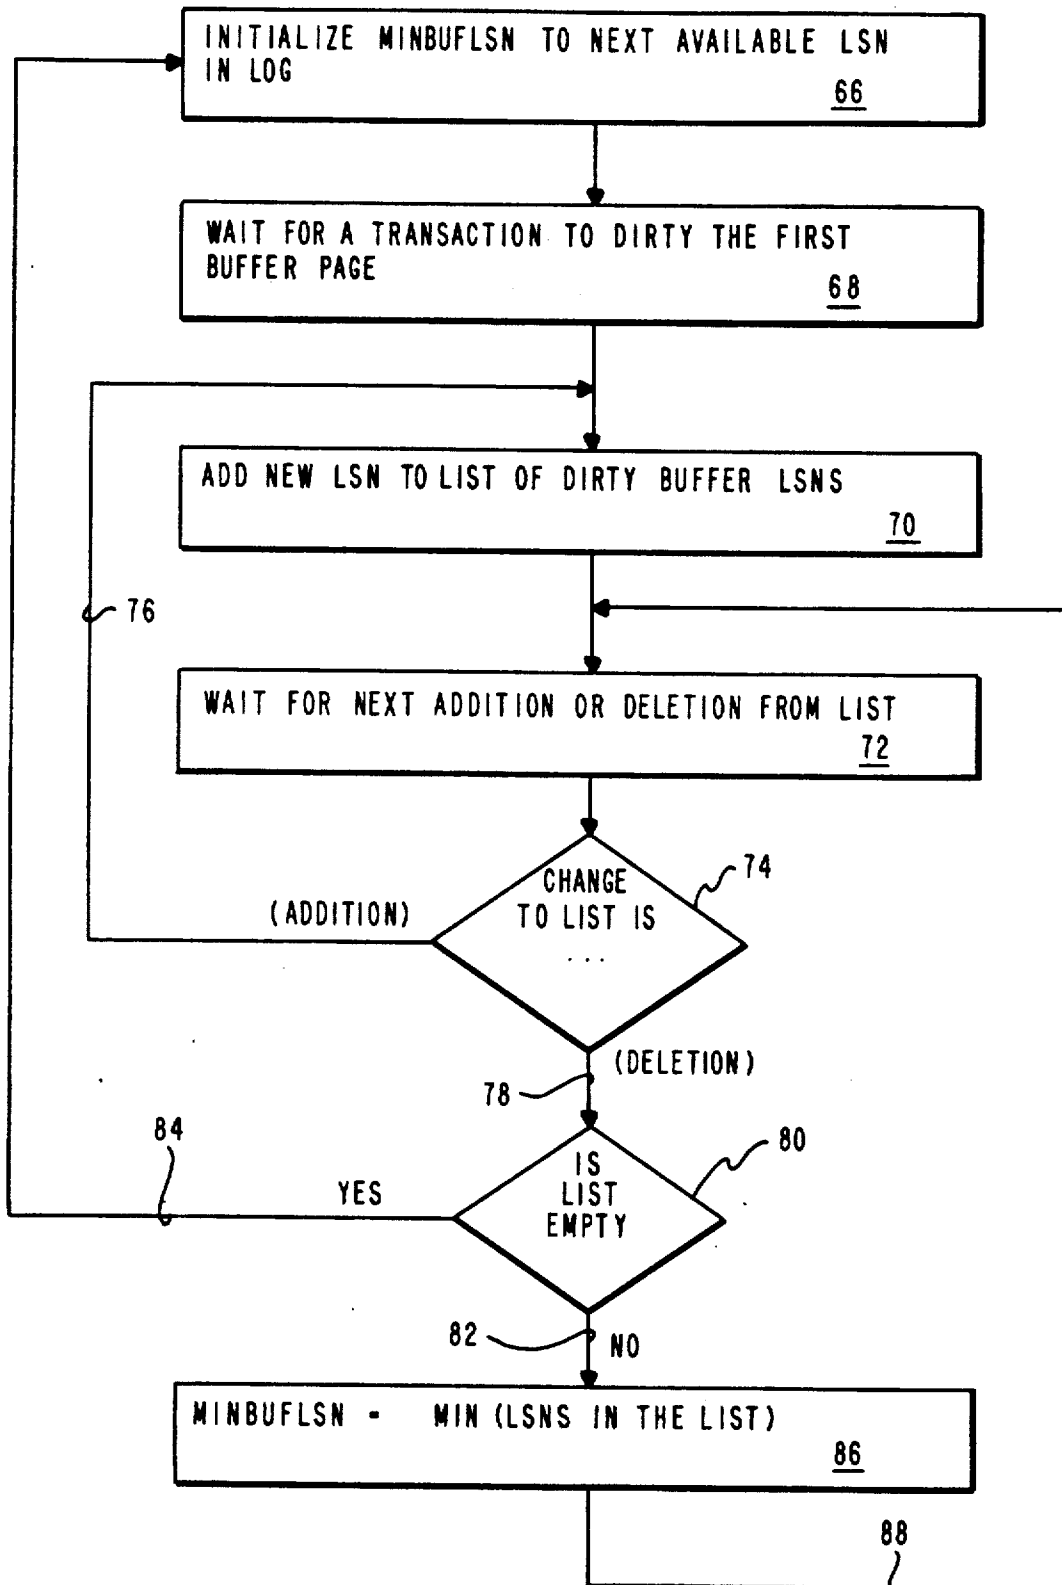 INITIALIZE MINBUFLSN TO NEXT AVAILABLE LSN
IN LOG
66
WAIT FOR A TRANSACTION TO DIRTY THE FIRST
BUFFER PAGE
68
ADD NEW LSN TO LIST OF DIRTY BUFFER LSNS
70
76
WAIT FOR NEXT ADDITION OR DELETION FROM LIST
72
74
CHANGE
TO LIST IS
...
(ADDITION)
(DELETION)
78
84
80
IS
LIST
EMPTY
YES
82
NO
MINBUFLSN = MIN (LSNS IN THE LIST)
86
88